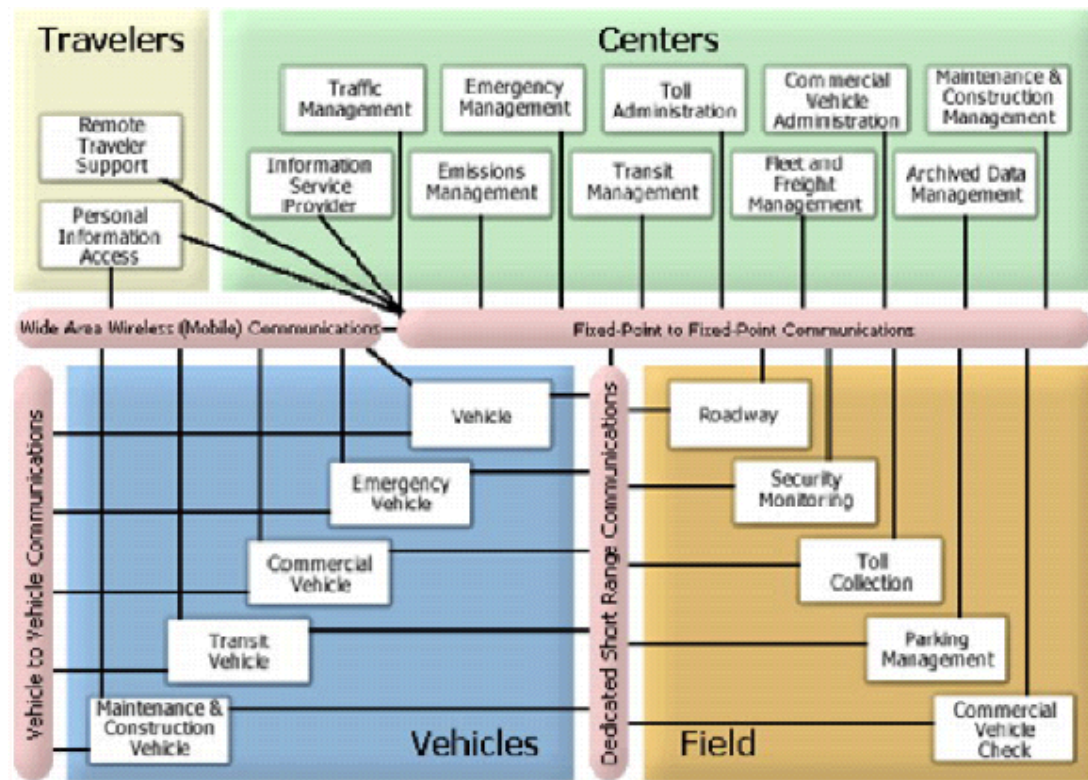 Travelers
Centers
Traffic
Management
Emergency
Management
Toll
Administration
Commercial
Vehicle
Administration
Maintenance &
Construction
Management
Remote
Traveler
Support
Information
Service
Provider
Emissions
Management
Transit
Management
Fleet and
Freight
Management
Archived Data
Management
Personal
Information
Access
Wide Area Wireless (Mobile) Communications
Fixed-Point to Fixed-Point Communications
Vehicle to Vehicle Communications
Vehicle
Emergency
Vehicle
Commercial
Vehicle
Transit
Vehicle
Maintenance &
Construction
Vehicle
Vehicles
Dedicated Short Range Communications
Roadway
Security
Monitoring
Toll
Collection
Parking
Management
Commercial
Vehicle
Check
Field